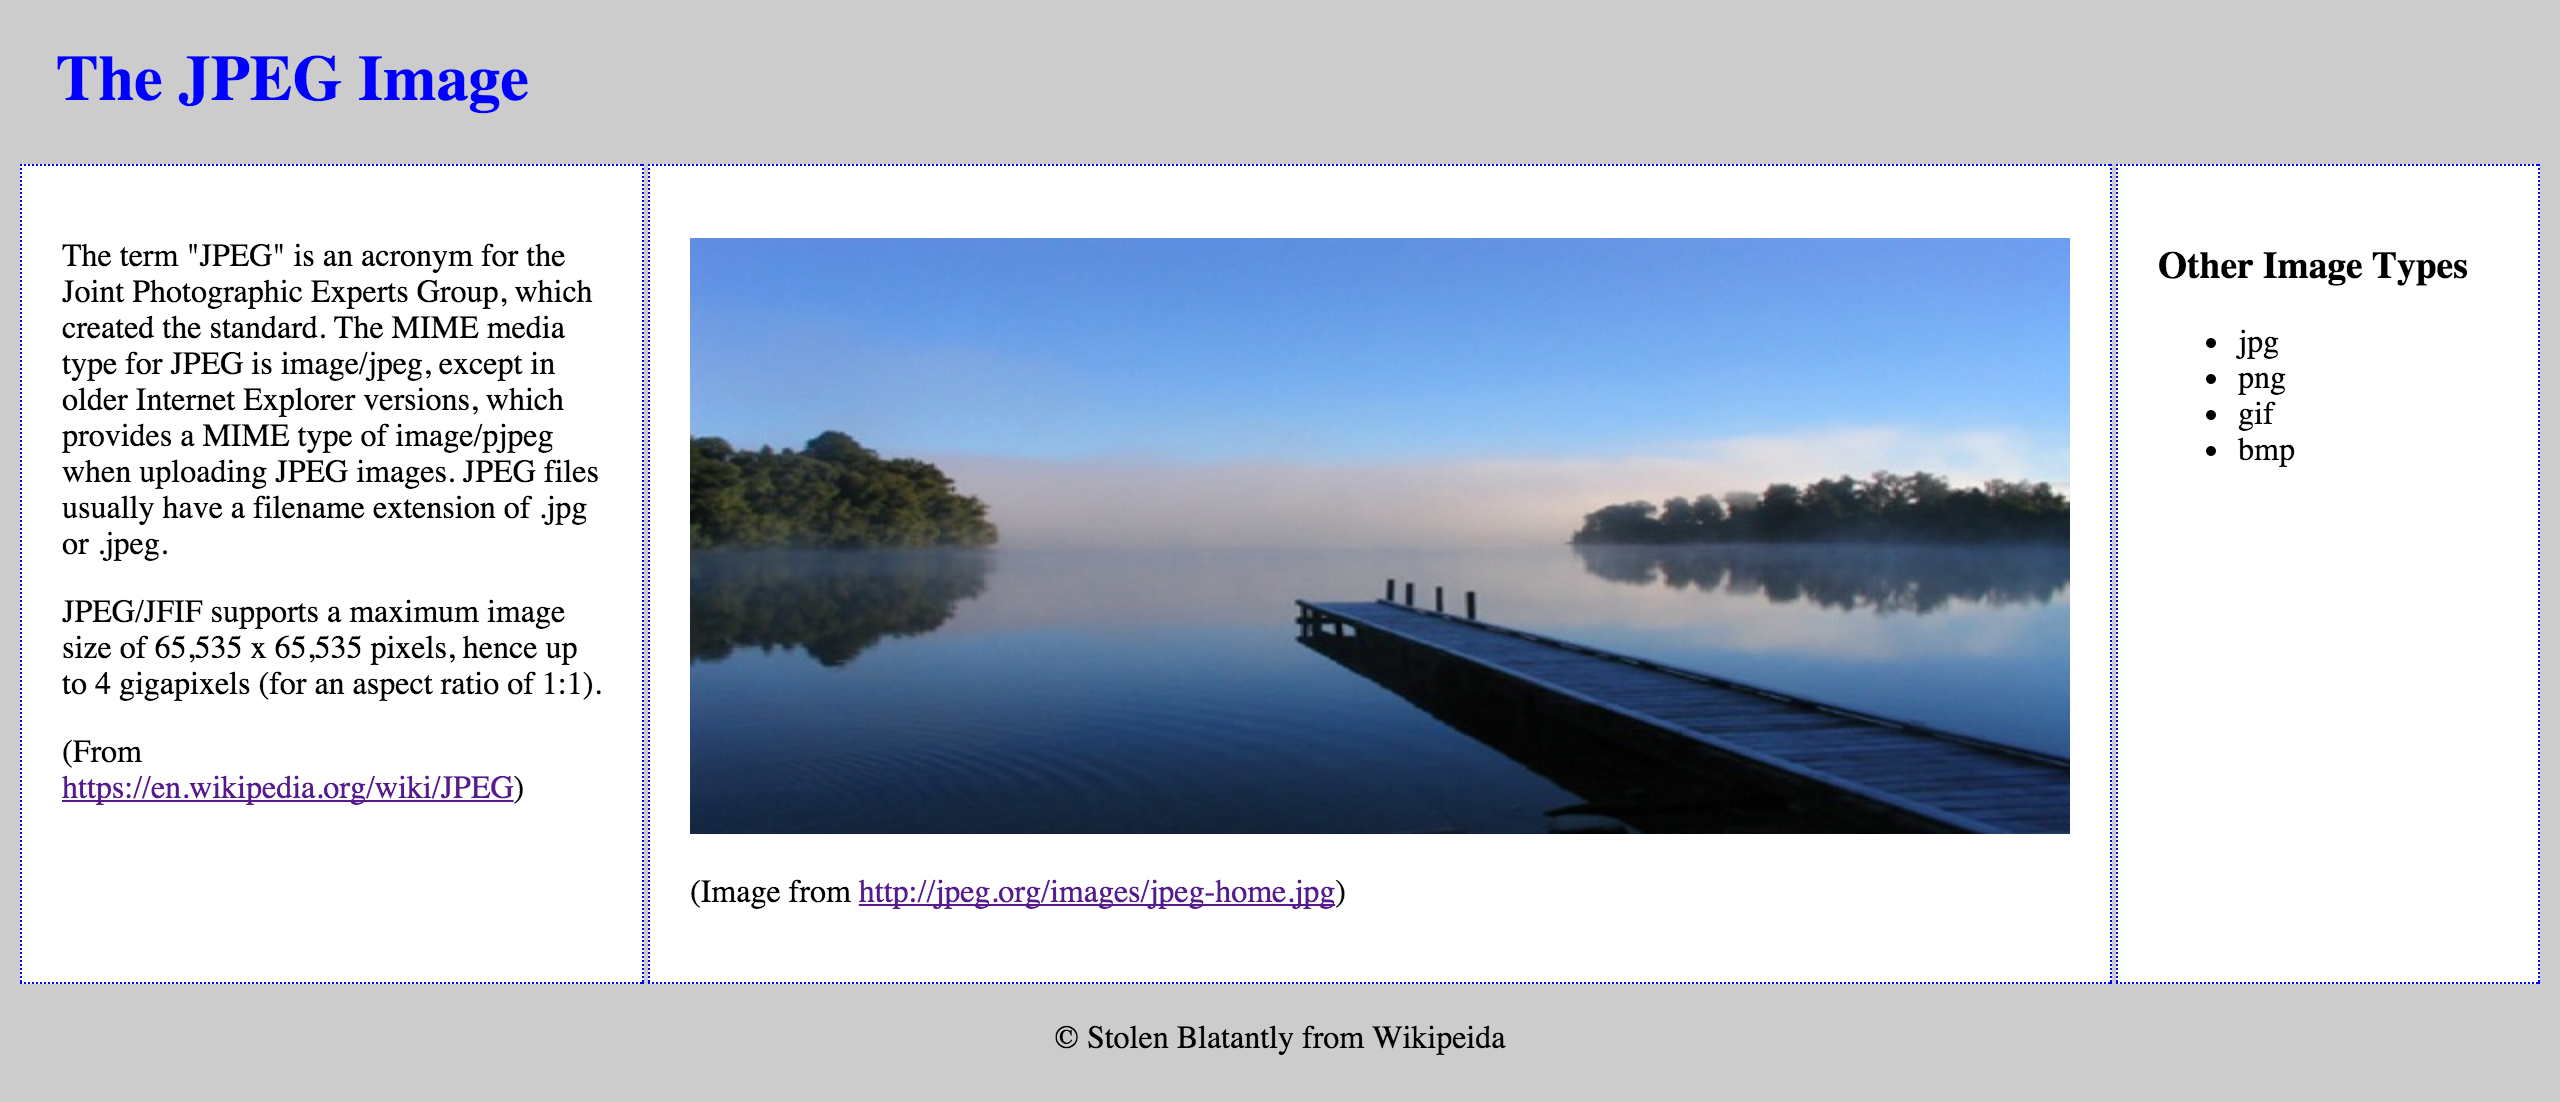 The JPEG Image
The term "JPEG" is an acronym for the
Joint Photographic Experts Group, which
created the standard. The MIME media
type for JPEG is image/jpeg, except in
older Internet Explorer versions, which
provides a MIME type of image/pjpeg
when uploading JPEG images. JPEG files
usually have a filename extension of .jpg
or .jpeg.
JPEG/JFIF supports a maximum image
size of 65,535 x 65,535 pixels, hence up
to 4 gigapixels (for an aspect ratio of 1:1).
(From
https://en.wikipedia.org/wiki/JPEG)
(Image from http://jpeg.org/images/jpeg-home.jpg)
Other Image Types
• jpg
• png
• gif
• bmp
© Stolen Blatantly from Wikipeida